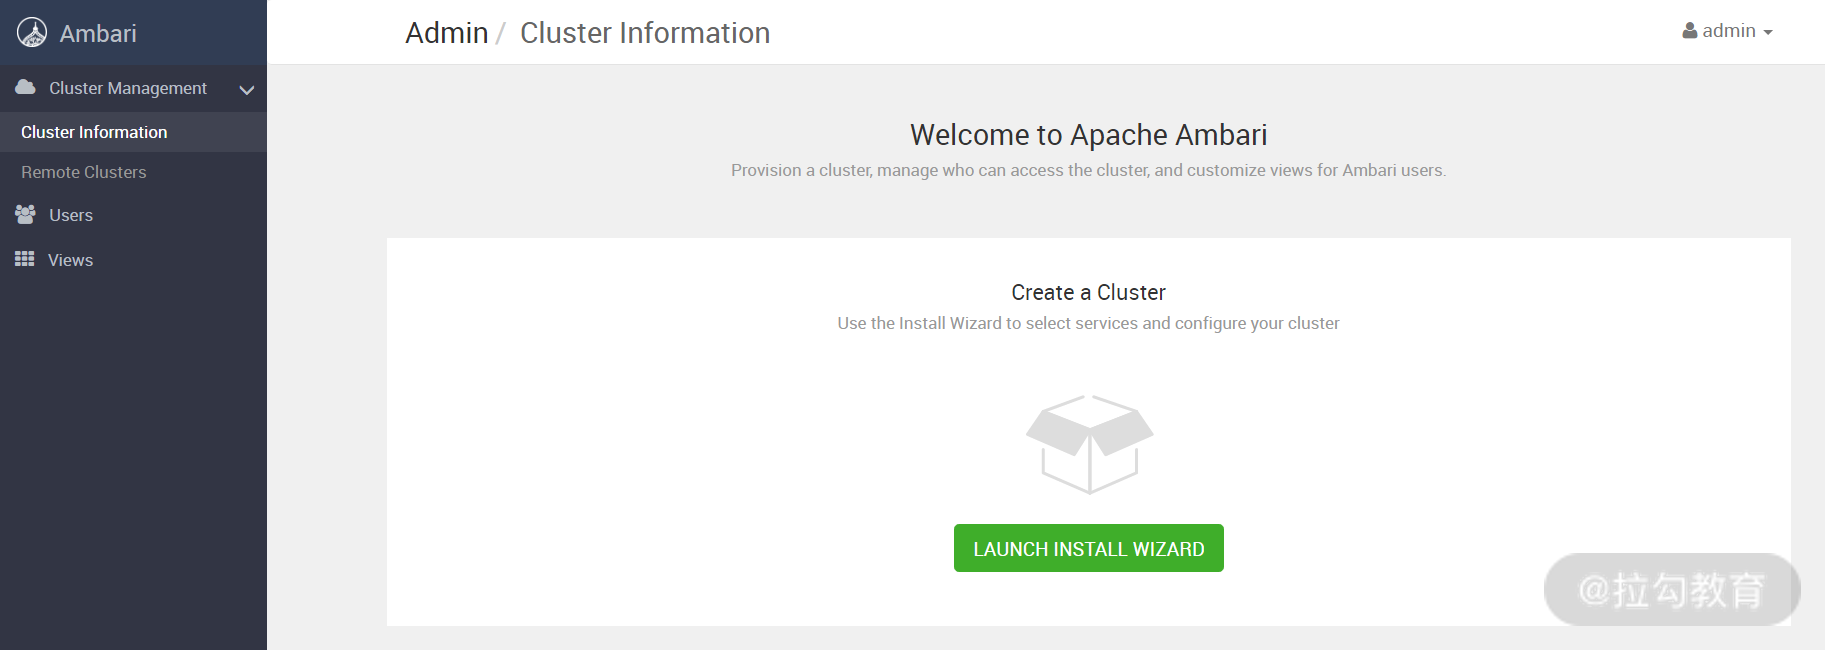 Ambari
Admin / Cluster Information
admin
Cluster Management
Cluster Information
Remote Clusters
Users
Views
Welcome to Apache Ambari
Provision a cluster, manage who can access the cluster, and customize views for Ambari users.
Create a Cluster
Use the Install Wizard to select services and configure your cluster
LAUNCH INSTALL WIZARD
@拉勾教育